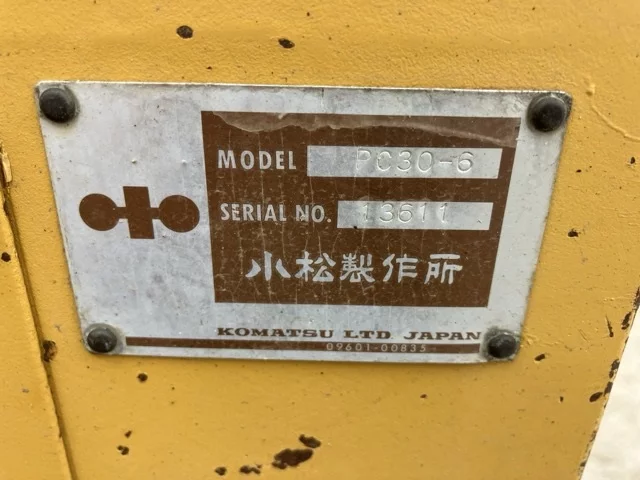 MODEL PC30-6
SERIAL NO. 13611
小松製作所
KOMATSU LTD JAPAN
09601-00835